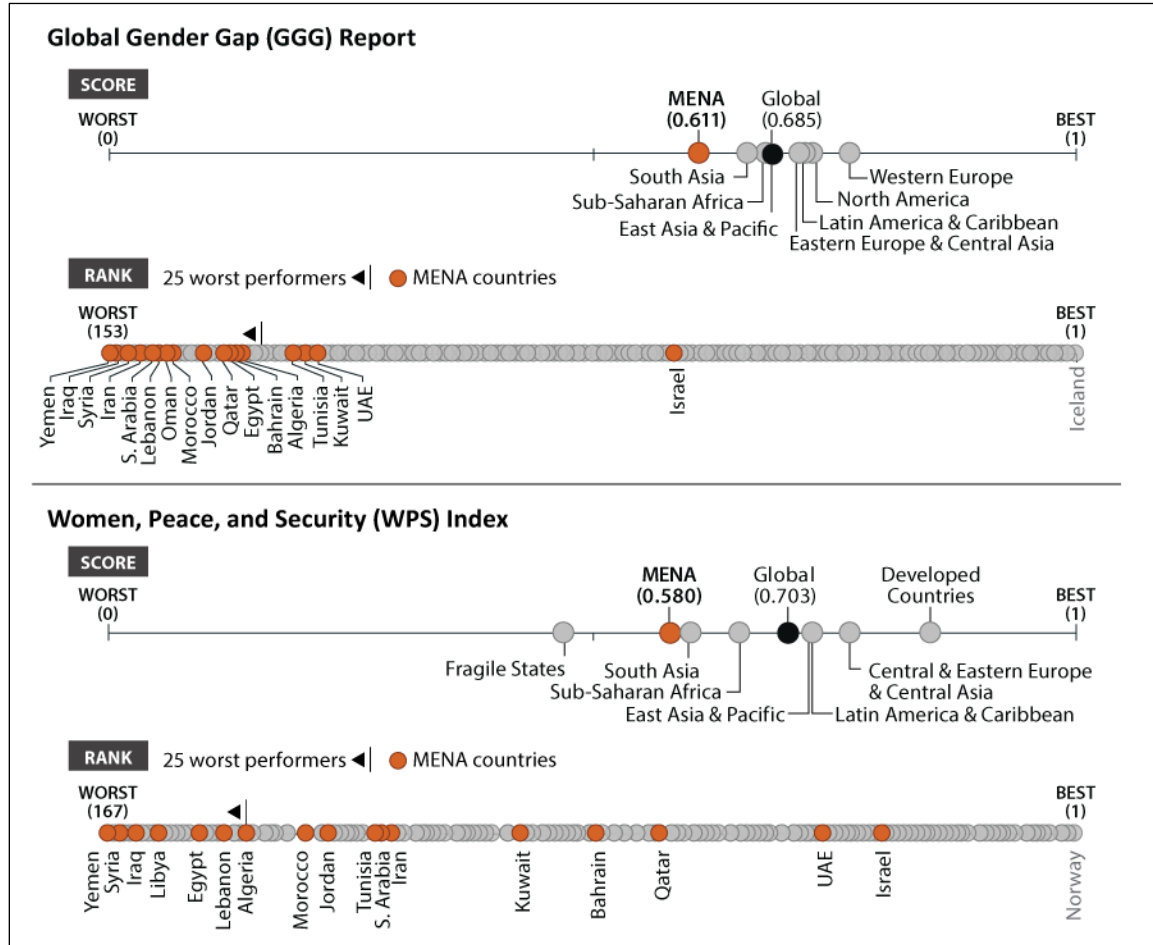 Global Gender Gap (GGG) Report
SCORE
WORST
(0)
MENA
(0.611)
Global
(0.685)
BEST
(1)
South Asia
Sub-Saharan Africa
East Asia & Pacific
Western Europe
North America
Latin America & Caribbean
Eastern Europe & Central Asia
RANK
25 worst performers
MENA countries
WORST
(153)
BEST
(1)
Yemen
Iraq
Syria
Iran
S. Arabia
Lebanon
Oman
Morocco
Jordan
Qatar
Egypt
Bahrain
Algeria
Tunisia
Kuwait
UAE
Israel
Iceland
Women, Peace, and Security (WPS) Index
SCORE
WORST
(0)
MENA
(0.580)
Global
(0.703)
Developed
Countries
BEST
(1)
Fragile States
South Asia
Sub-Saharan Africa
East Asia & Pacific
Central & Eastern Europe
& Central Asia
Latin America & Caribbean
RANK
25 worst performers
MENA countries
WORST
(167)
BEST
(1)
Yemen
Syria
Iraq
Libya
Egypt
Lebanon
Algeria
Morocco
Jordan
Tunisia
S. Arabia
Iran
Kuwait
Bahrain
Qatar
UAE
Israel
Norway